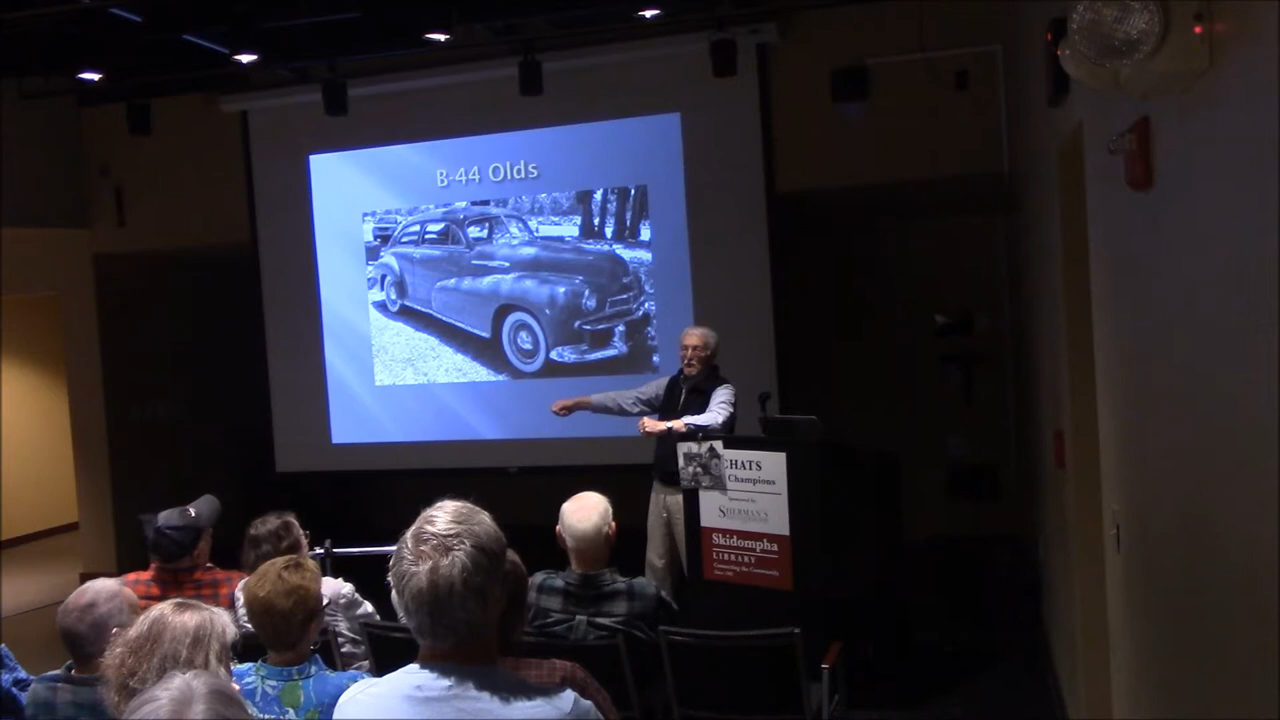 B-44 Olds
CHATS
Champions
Sponsored by
SHERMAN'S
Skidompha
LIBRARY
Connecting the Community